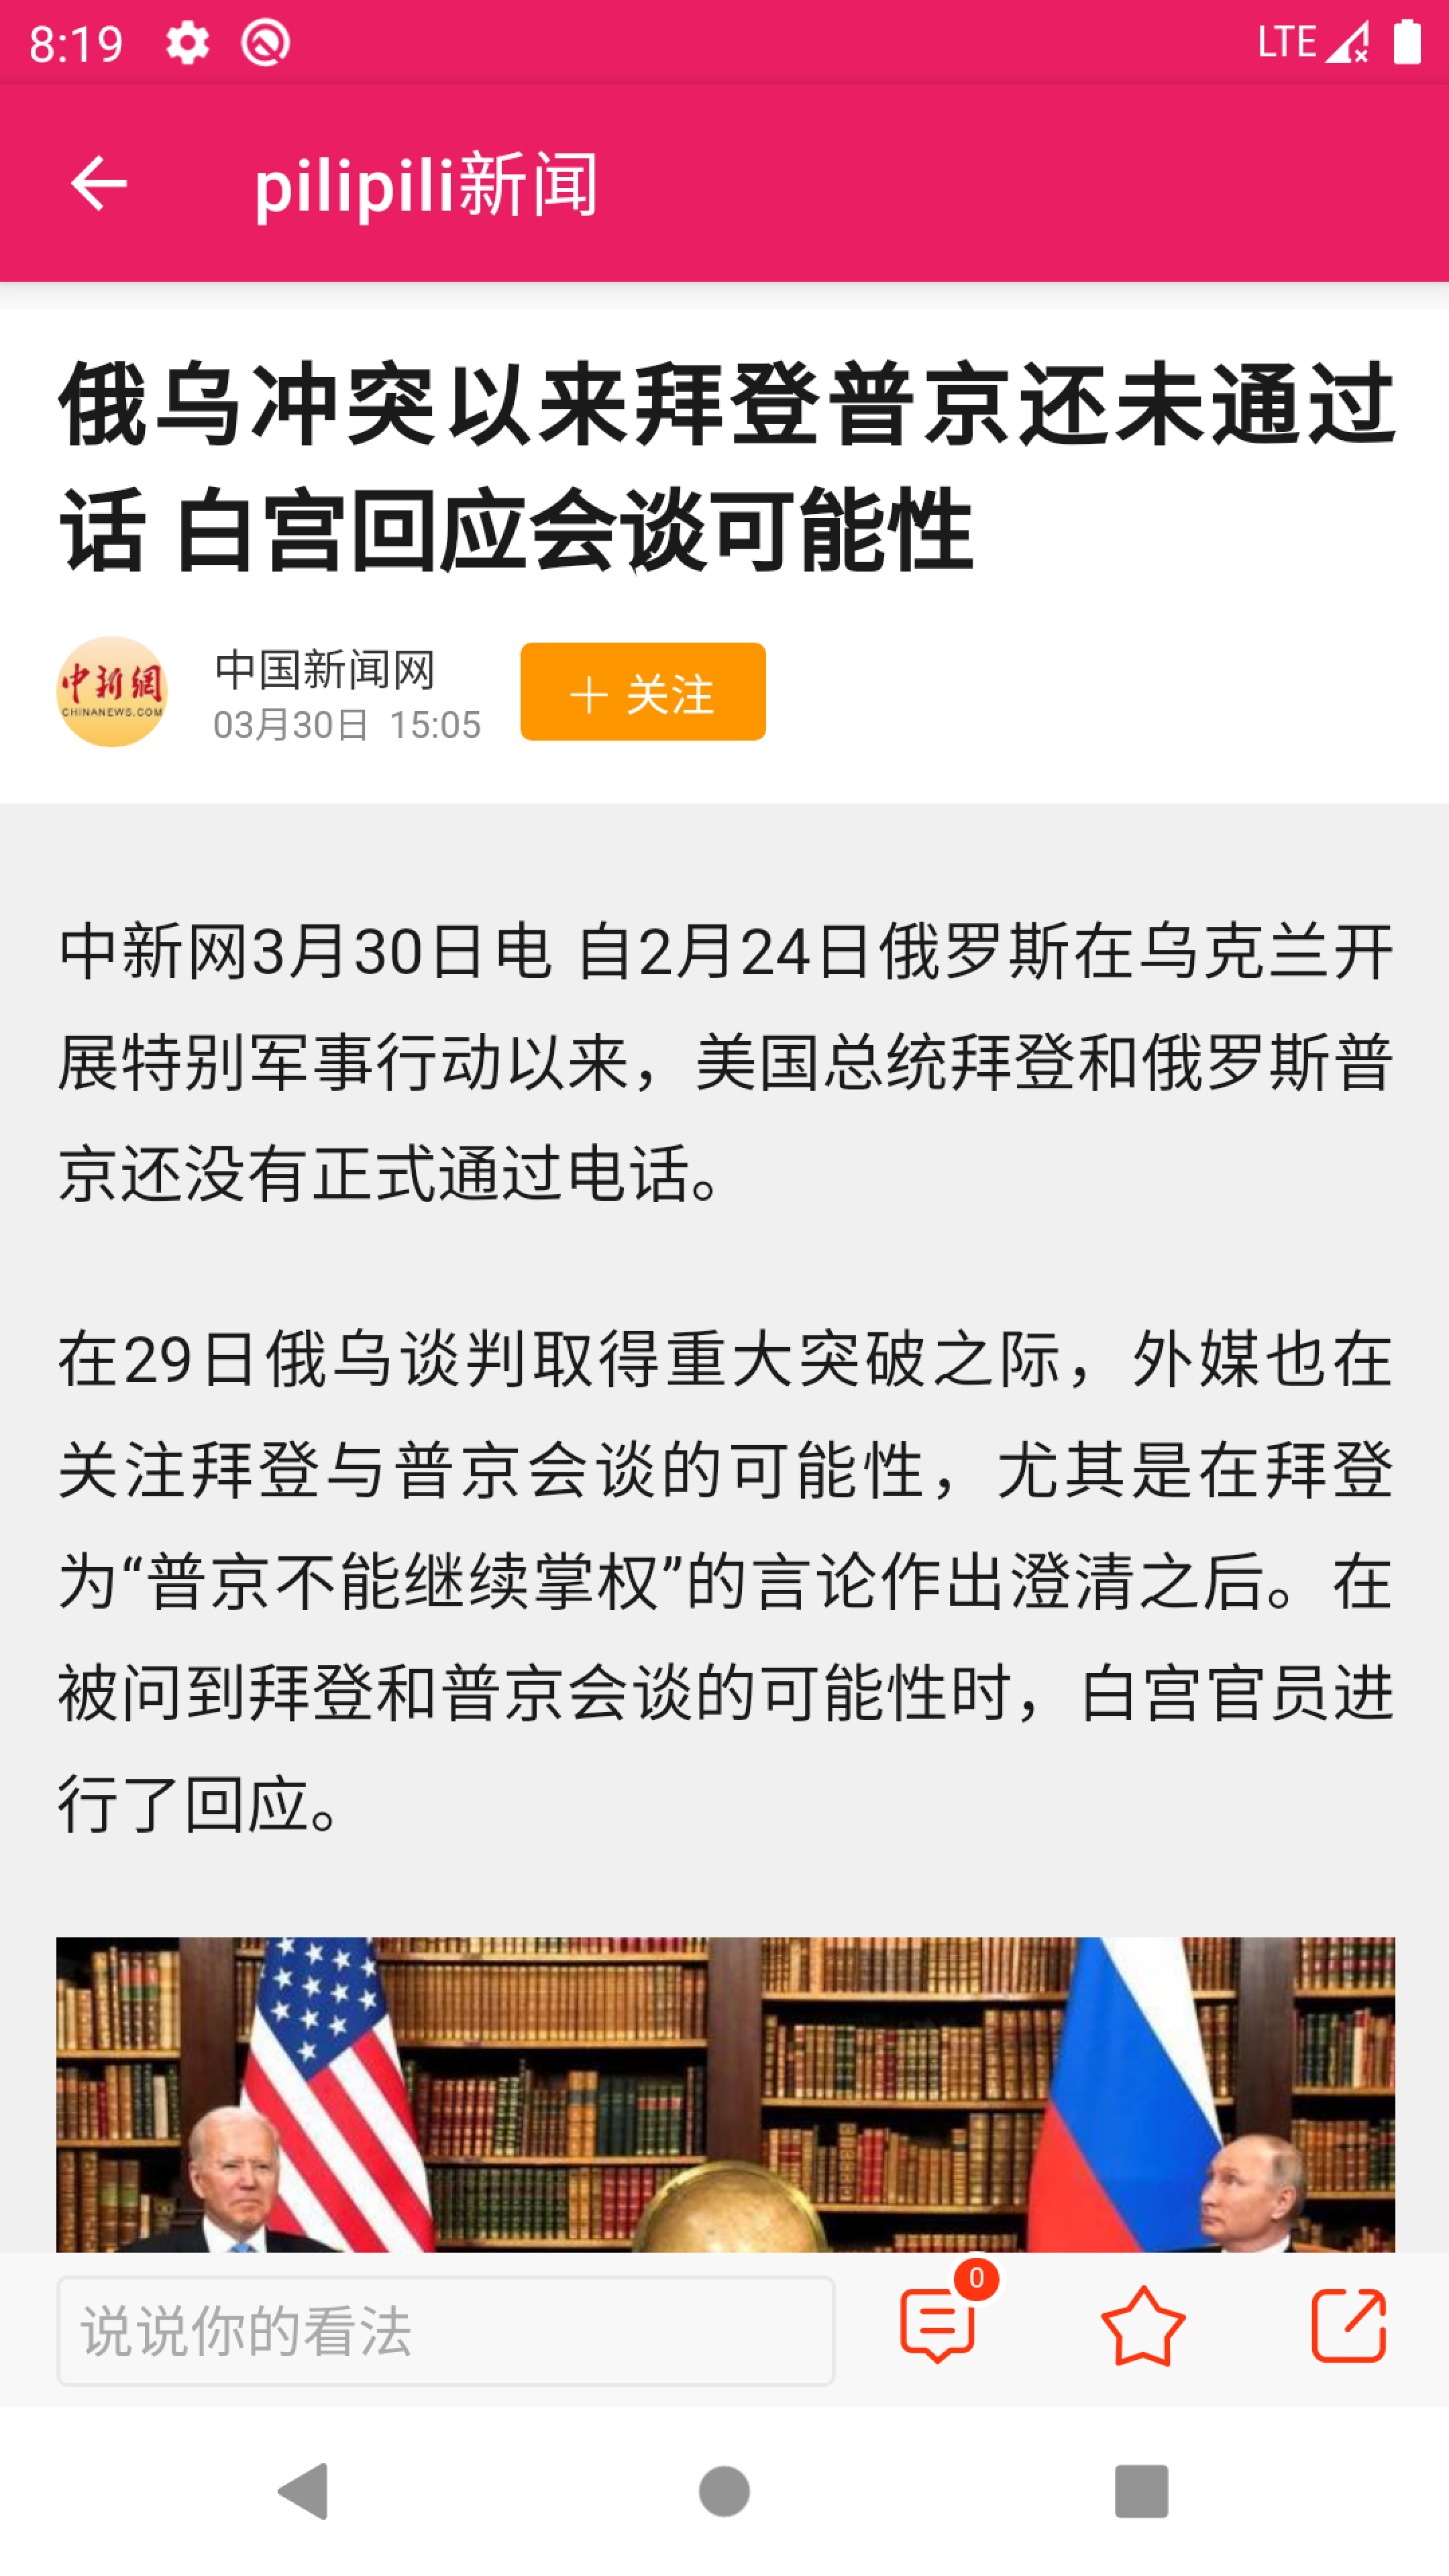 8:19
LTE
pilipili新闻
俄乌冲突以来拜登普京还未通过
话 白宫回应会谈可能性
中新網
CHINANEWS.COM
中国新闻网
03月30日 15:05
+ 关注
中新网3月30日电 自2月24日俄罗斯在乌克兰开
展特别军事行动以来，美国总统拜登和俄罗斯普
京还没有正式通过电话。
在29日俄乌谈判取得重大突破之际，外媒也在
关注拜登与普京会谈的可能性，尤其是在拜登
为“普京不能继续掌权”的言论作出澄清之后。在
被问到拜登和普京会谈的可能性时，白宫官员进
行了回应。
说说你的看法
0